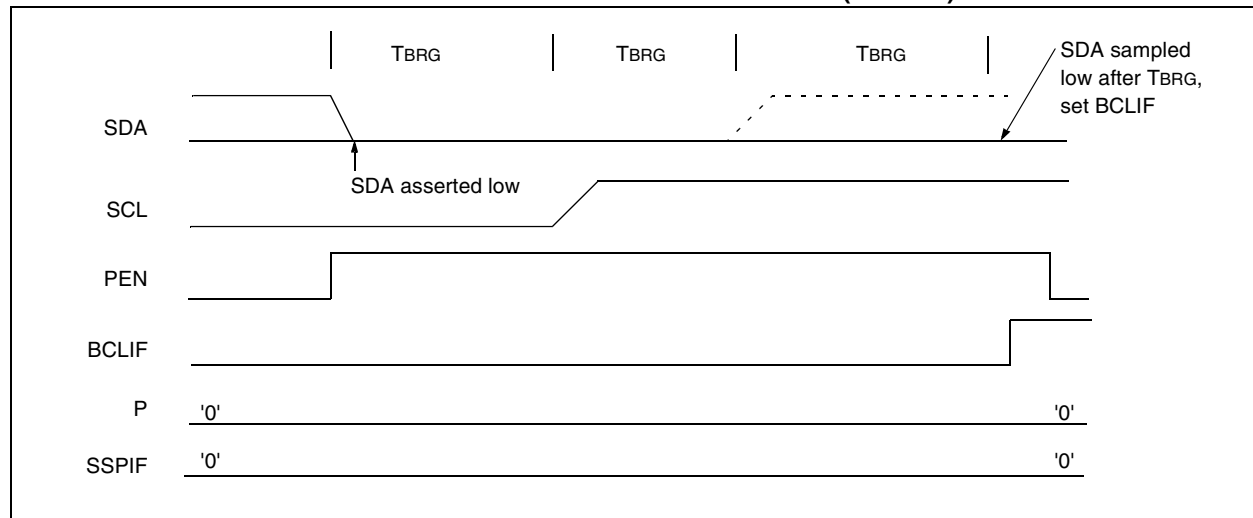 TBRG TBRG TBRG
SDA sampled
low after TBRG,
set BCLIF
SDA
SDA asserted low
SCL
PEN
BCLIF
P '0' '0'
SSPIF '0' '0'